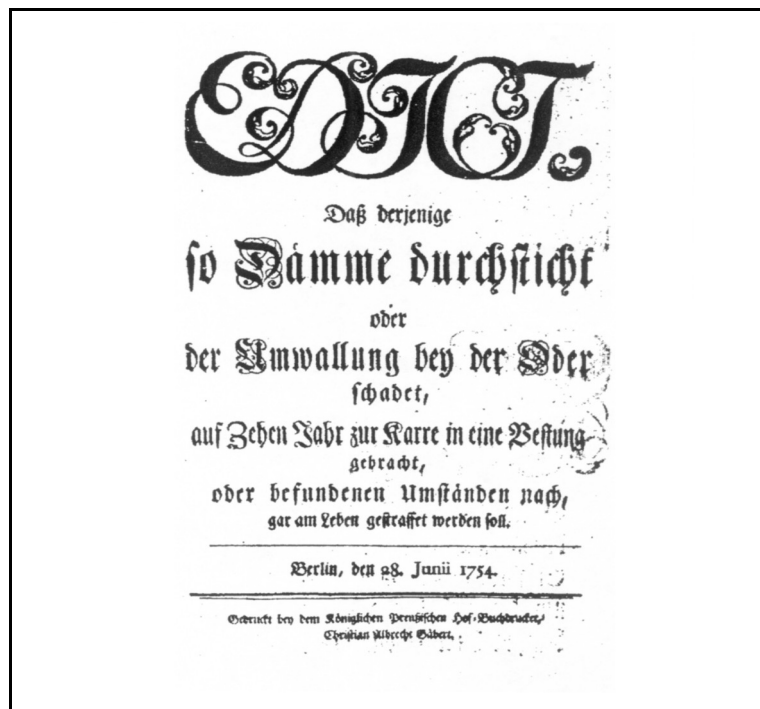 EDICT.
Daß derjenige
so Dämme durchsticht
oder
der Umwallung bey der Oder
schadet,
auf Zehen Jahr zur Karre in eine Vestung
gebracht,
oder befundenen Umständen nach,
gar am Leben gestraffet werden soll.
Berlin, den 28. Junii 1754.
Gedruckt bey dem Königlichen Preußischen Hof-Buchdrucker,
Christian Albrecht Gäbert.